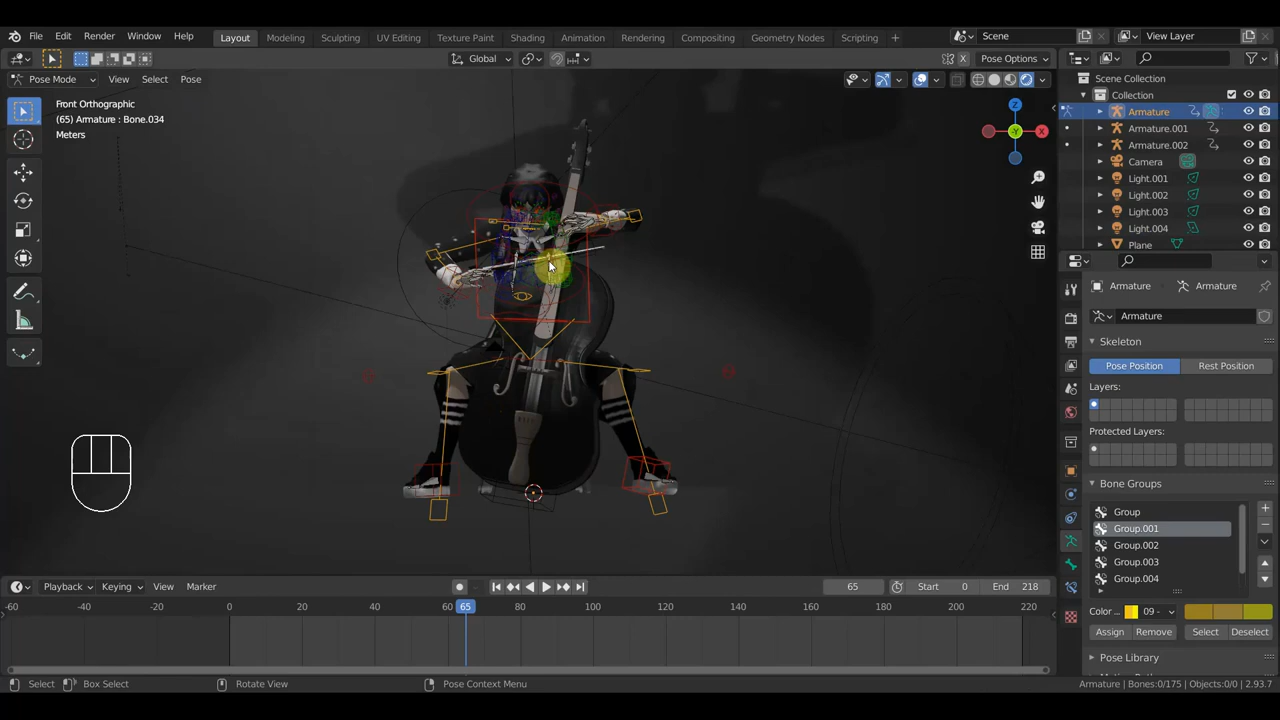 File Edit Render Window Help Layout Modeling Sculpting UV Editing Texture Paint Shading Animation Rendering Compositing Geometry Nodes Scripting + Scene View Layer
Global Pose Options
Pose Mode View Select Pose
Scene Collection
Collection
Front Orthographic
(65) Armature : Bone.034
Meters
Armature
Armature.001
Armature.002
Camera
Light.001
Light.002
Light.003
Light.004
Plane
Z
Y
X
Armature Armature
Armature
Skeleton
Pose Position Rest Position
Layers:
Protected Layers:
Bone Groups
Group
Group.001
Group.002
Group.003
Group.004
Color ... 09 -
Assign Remove Select Deselect
Pose Library
Playback Keying View Marker 65 Start 0 End 218
-60 -40 -20 0 20 40 60 65 80 100 120 140 160 180 200 220
Select Box Select Rotate View Pose Context Menu Armature | Bones:0/175 | Objects:0/0 | 2.93.7